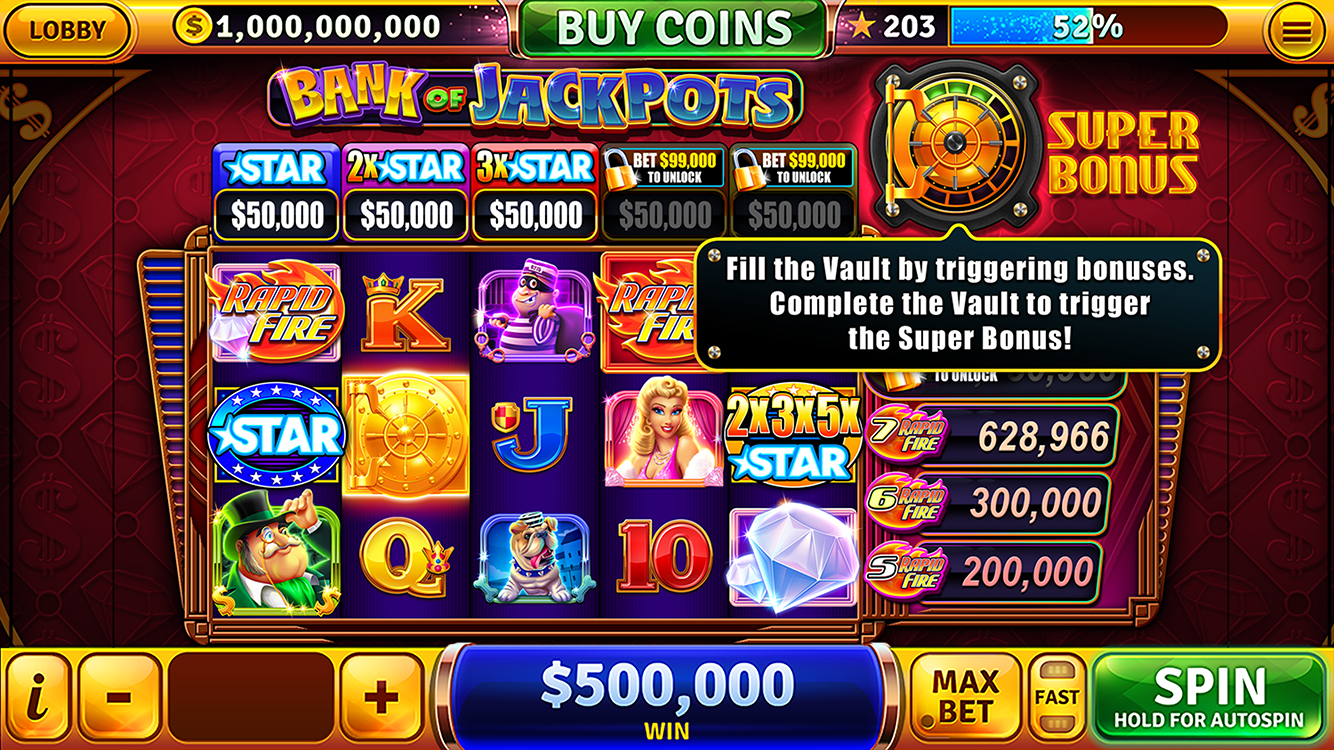 LOBBY
$ 1,000,000,000,000
BUY COINS
203
52%
BANK OF JACKPOTS
SUPER
BONUS
STAR
2X STAR
3X STAR
BET $99,000
TO UNLOCK
BET $99,000
TO UNLOCK
$50,000
$50,000
$50,000
$50,000
$50,000
Fill the Vault by triggering bonuses.
Complete the Vault to trigger
the Super Bonus!
RAPID
FIRE
K
TO UNLOCK
STAR
J
2X3X5X
STAR
7 RAPID
FIRE
628,966
6 RAPID
FIRE
300,000
Q
10
5 RAPID
FIRE
200,000
i
-
+
$500,000
WIN
MAX
BET
FAST
SPIN
HOLD FOR AUTOSPIN